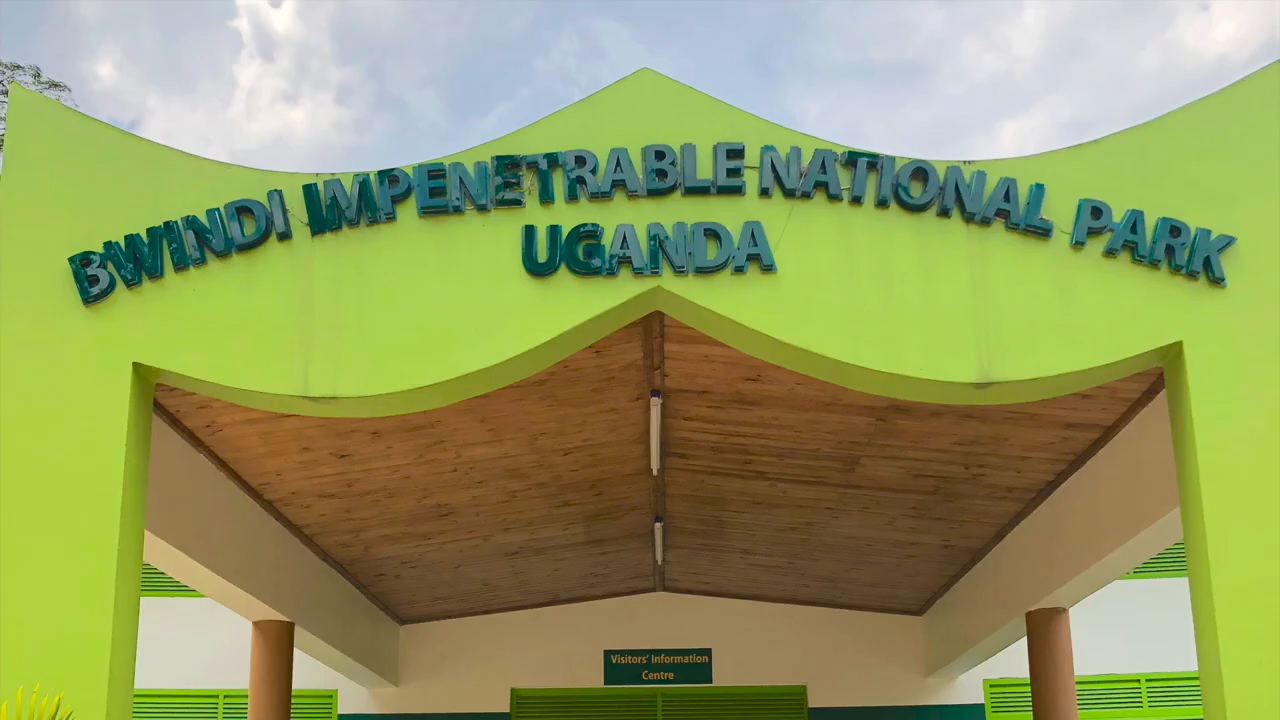 BWINDI IMPENETRABLE NATIONAL PARK
UGANDA
Visitors' Information
Centre